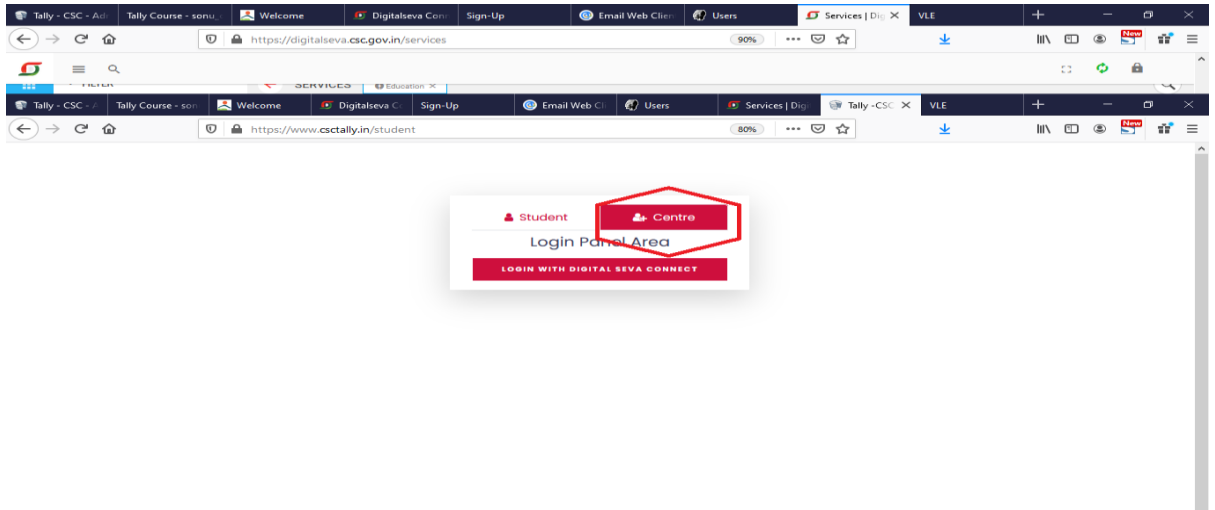 Tally - CSC - Ad Tally Course - sonu_ Welcome Digitalseva Conn Sign-Up Email Web Clien Users Services | Dig VLE
https://digitalseva.csc.gov.in/services 90% New
SERVICES Education ×
Tally - CSC - A Tally Course - son Welcome Digitalseva Co Sign-Up Email Web Cli Users Services | Digi Tally -CSC VLE
https://www.csctally.in/student 80% New
Student Centre
Login Panel Area
LOGIN WITH DIGITAL SEVA CONNECT